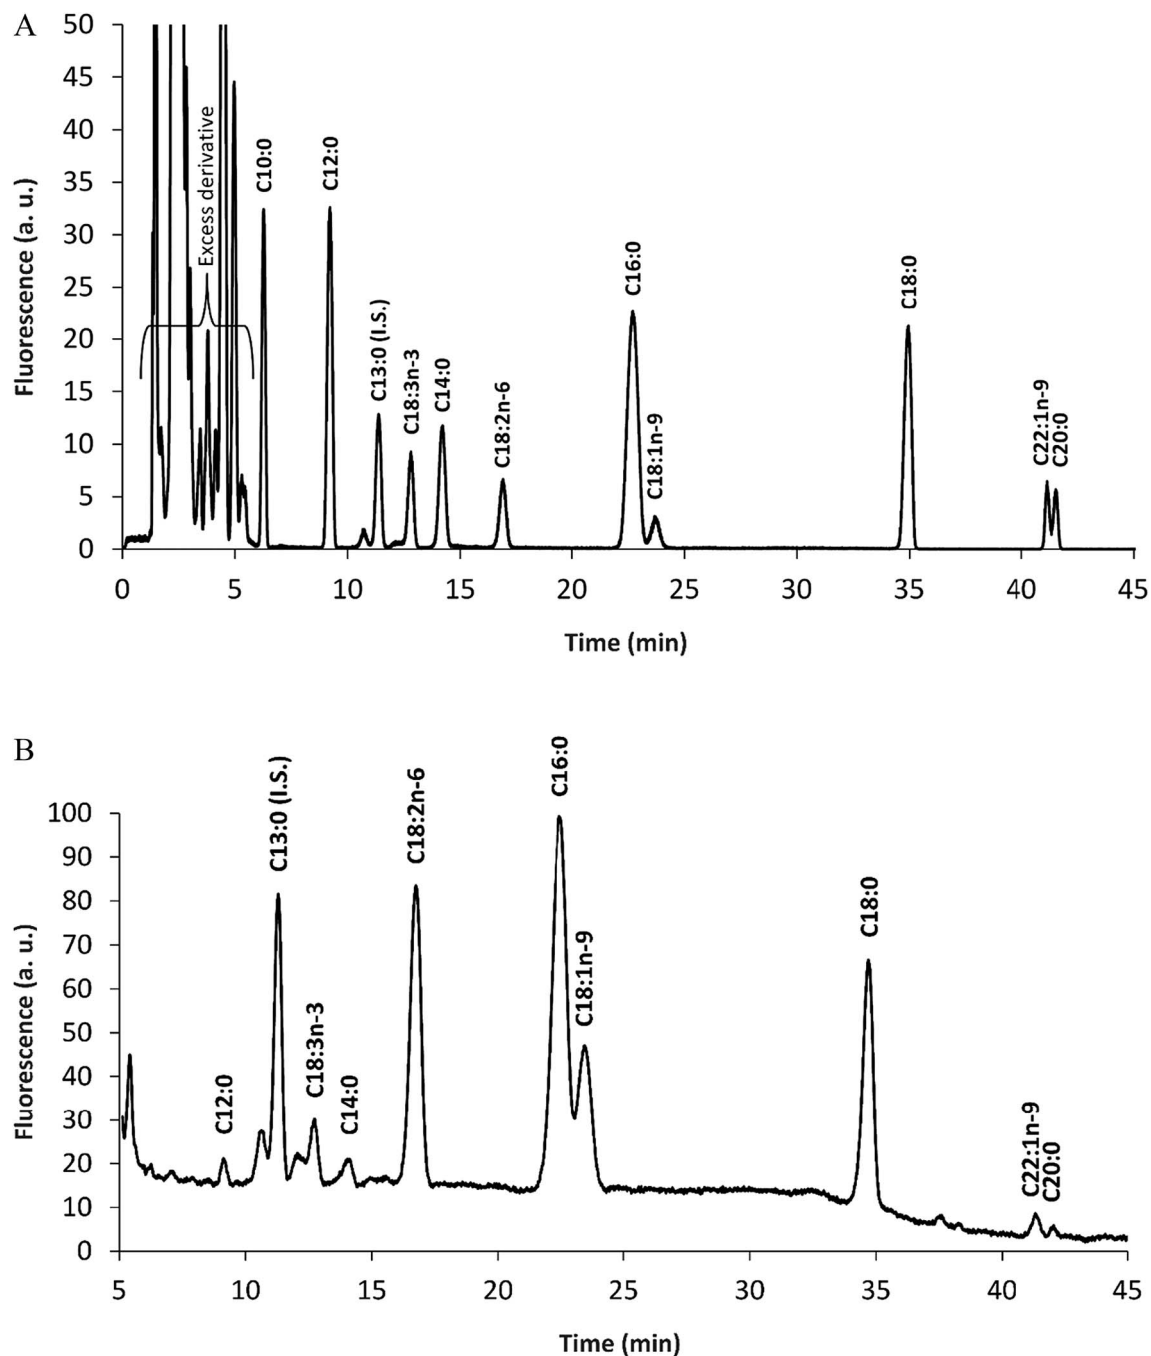 A
50
45
40
35
30
25
20
15
10
5
0
Fluorescence (a. u.)
Excess derivative
C10:0
C12:0
C13:0 (I.S.)
C18:3n-3
C14:0
C18:2n-6
C16:0
C18:1n-9
C18:0
C22:1n-9
C20:0
0 5 10 15 20 25 30 35 40 45
Time (min)
B
100
90
80
70
60
50
40
30
20
10
0
Fluorescence (a. u.)
C12:0
C13:0 (I.S.)
C18:3n-3
C14:0
C18:2n-6
C16:0
C18:1n-9
C18:0
C22:1n-9
C20:0
5 10 15 20 25 30 35 40 45
Time (min)